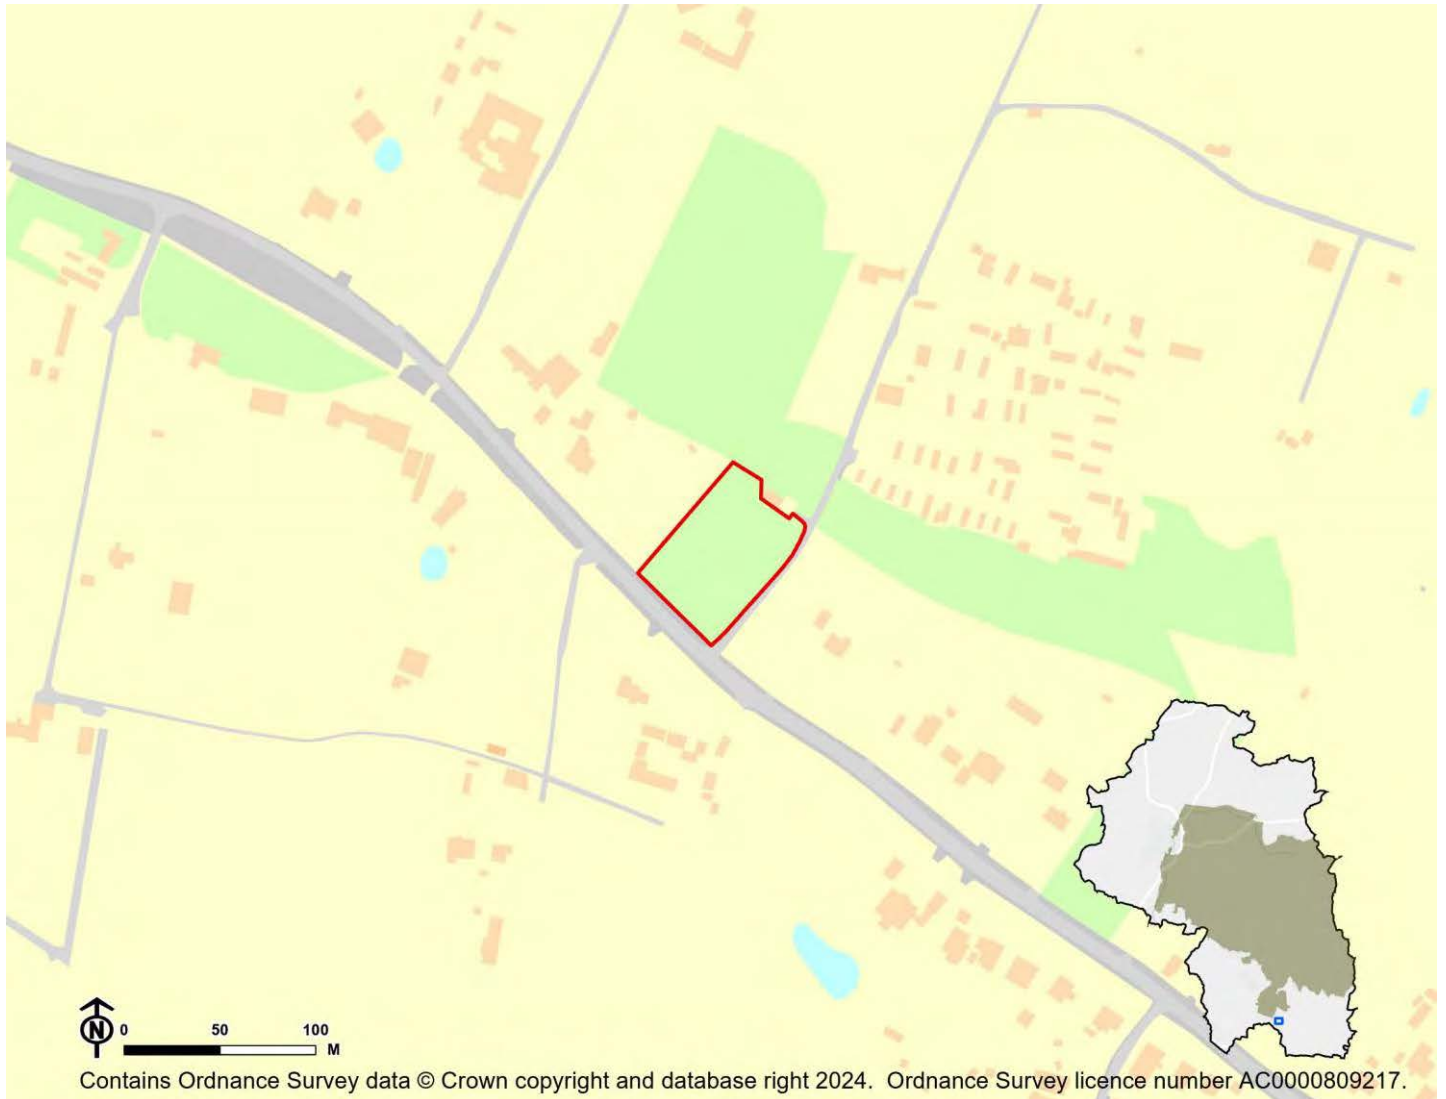 N
0 50 100
M
Contains Ordnance Survey data © Crown copyright and database right 2024. Ordnance Survey licence number AC0000809217.